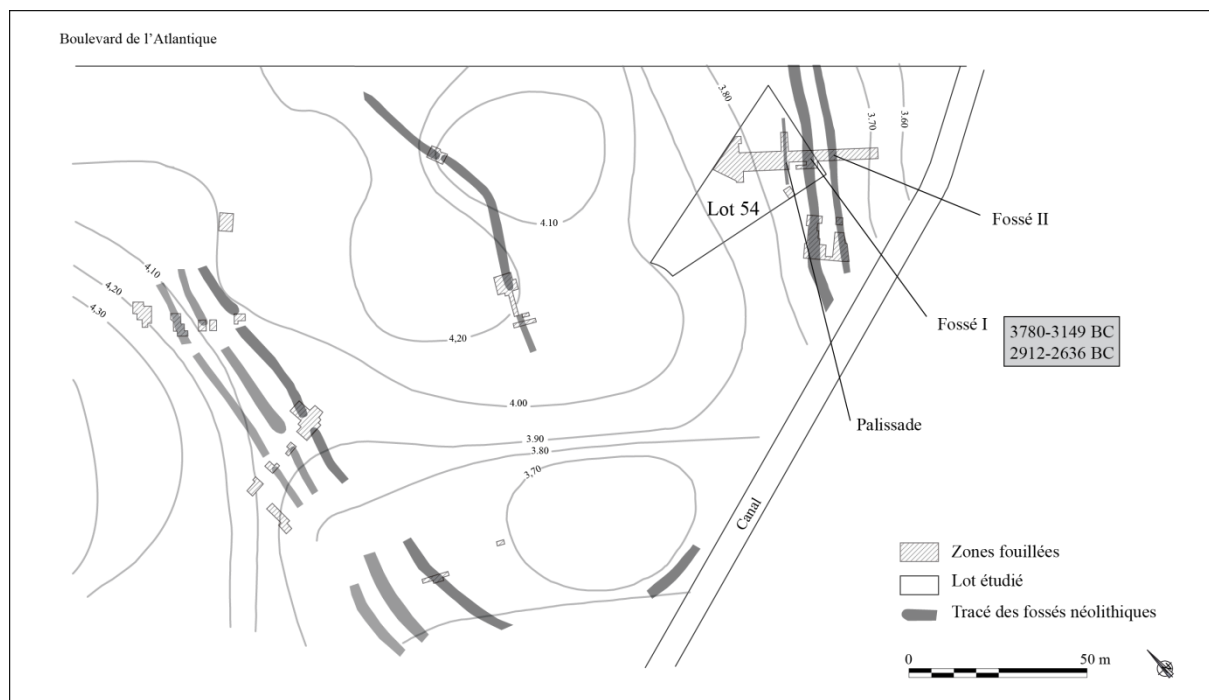 Boulevard de l’Atlantique
3.80
3.70
3.60
4.10
Lot 54
Fossé II
4,10
4,20
4,30
4,20
Fossé I
3780-3149 BC
2912-2636 BC
4.00
Palissade
3.90
3.80
3,70
Canal
Zones fouillées
Lot étudié
Tracé des fossés néolithiques
0
50 m